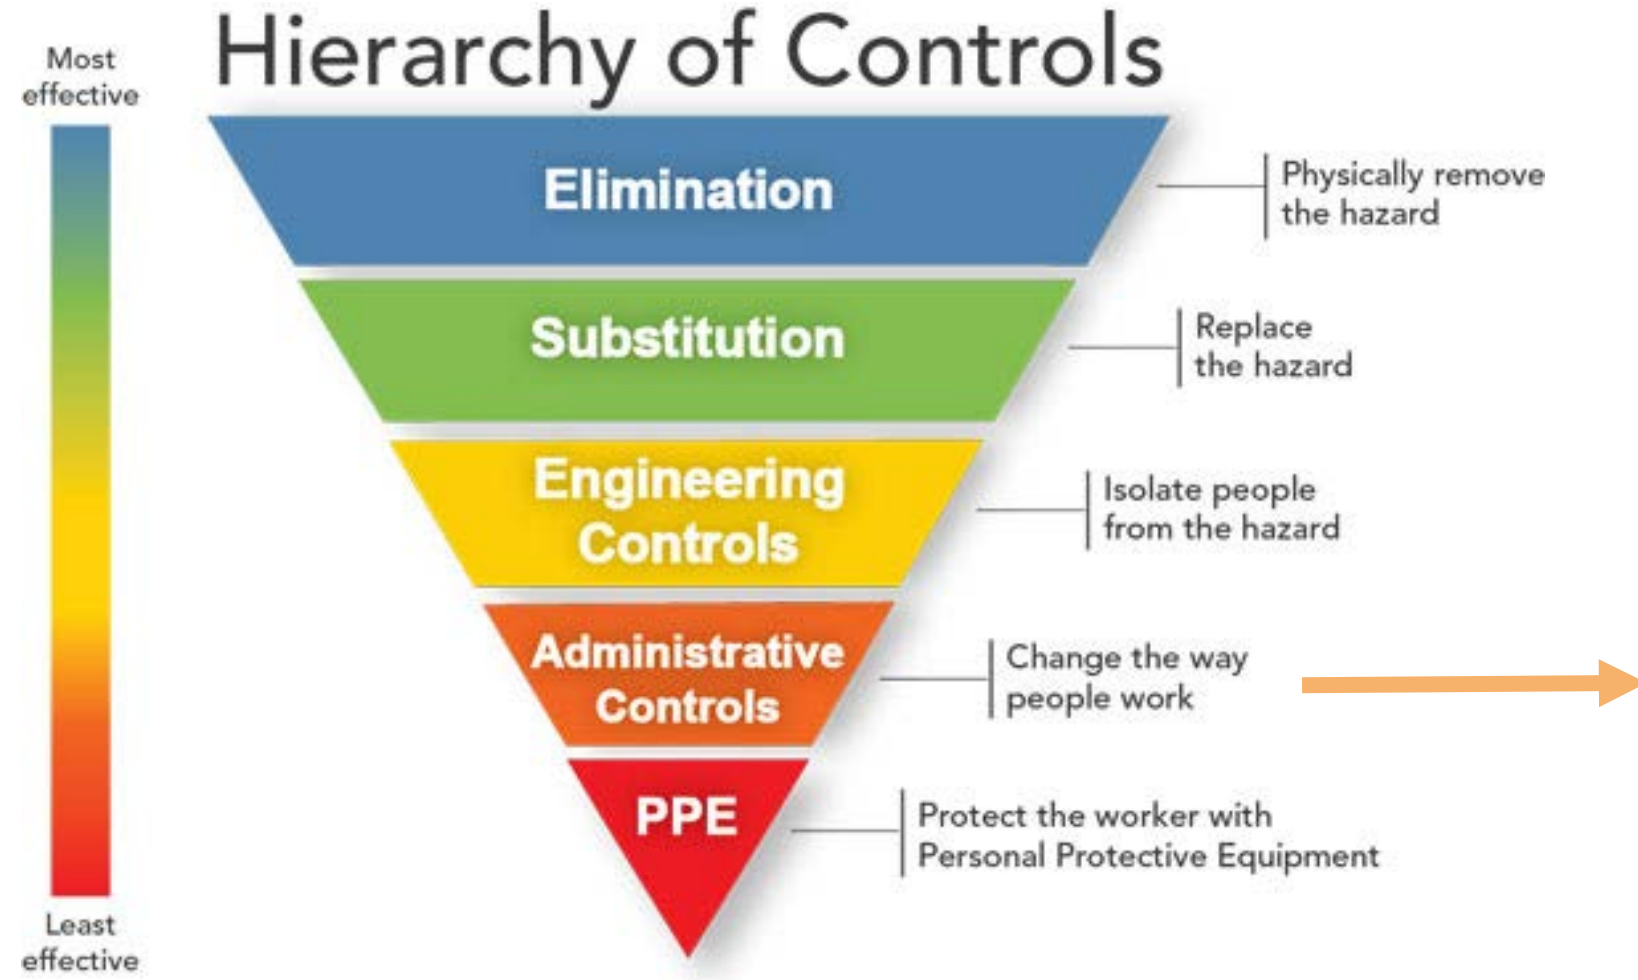 Hierarchy of Controls
Most
effective
Elimination
Physically remove
the hazard
Substitution
Replace
the hazard
Engineering
Controls
Isolate people
from the hazard
Administrative
Controls
Change the way
people work
PPE
Protect the worker with
Personal Protective Equipment
Least
effective